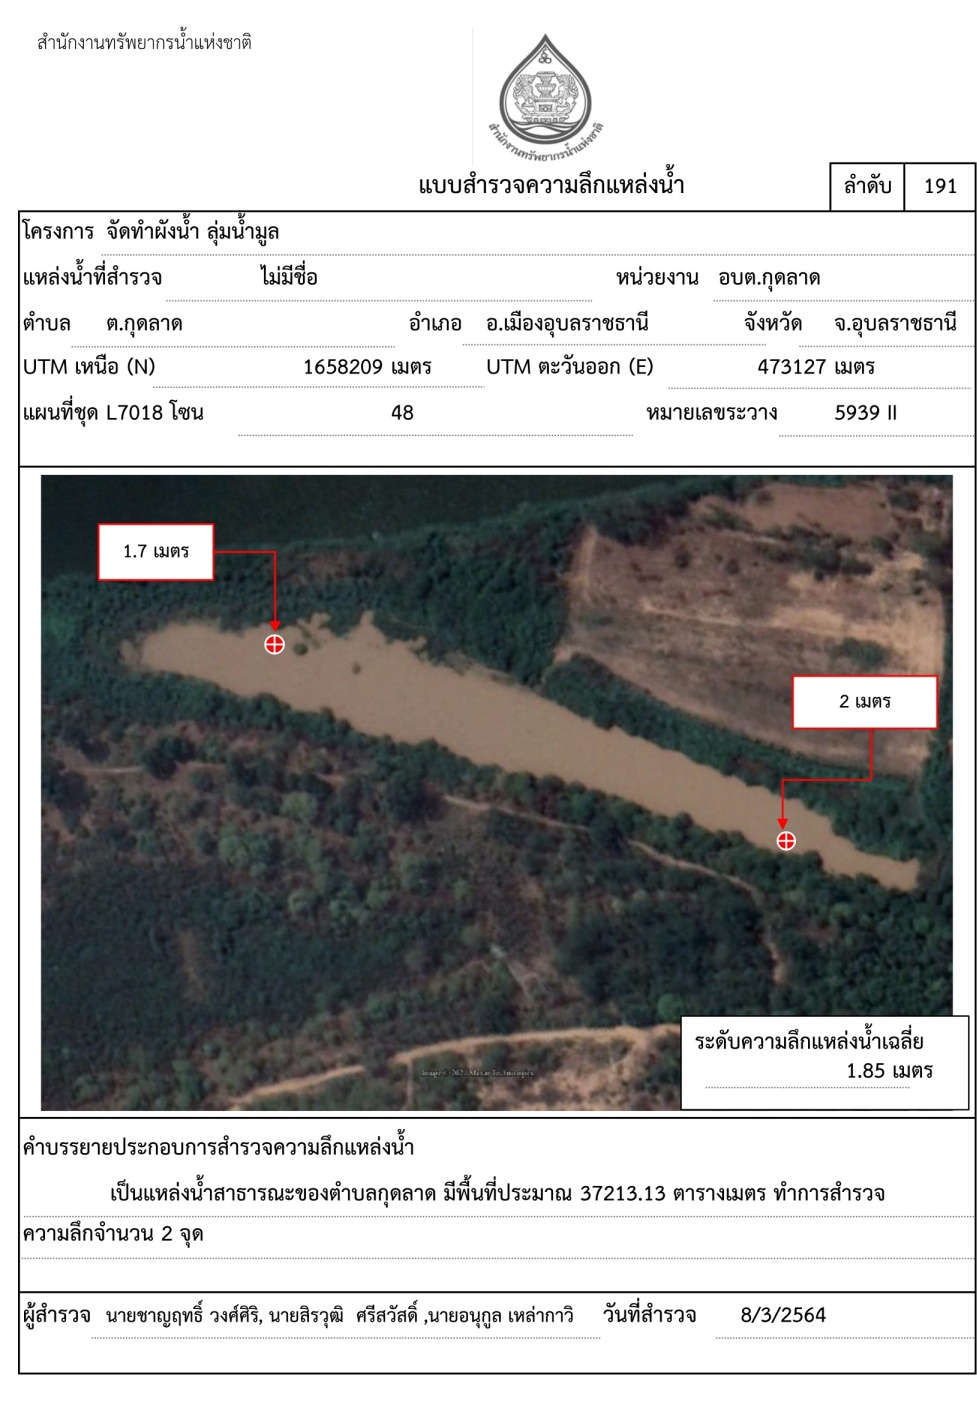 สำนักงานทรัพยากรน้ำแห่งชาติ
สำนักงานทรัพยากรน้ำแห่งชาติ
แบบสำรวจความลึกแหล่งน้ำ
ลำดับ 191
โครงการ จัดทำผังน้ำ ลุ่มน้ำมูล
แหล่งน้ำที่สำรวจ ไม่มีชื่อ หน่วยงาน อบต.กุดลาด
ตำบล ต.กุดลาด อำเภอ อ.เมืองอุบลราชธานี จังหวัด จ.อุบลราชธานี
UTM เหนือ (N) 1658209 เมตร UTM ตะวันออก (E) 473127 เมตร
แผนที่ชุด L7018 โซน 48 หมายเลขระวาง 5939 II
1.7 เมตร
2 เมตร
ระดับความลึกแหล่งน้ำเฉลี่ย
1.85 เมตร
คำบรรยายประกอบการสำรวจความลึกแหล่งน้ำ
เป็นแหล่งน้ำสาธารณะของตำบลกุดลาด มีพื้นที่ประมาณ 37213.13 ตารางเมตร ทำการสำรวจ
ความลึกจำนวน 2 จุด
ผู้สำรวจ นายชาญฤทธิ์ วงศ์ศิริ, นายสิรวุฒิ ศรีสวัสดิ์ ,นายอนุกูล เหล่ากาวิ วันที่สำรวจ 8/3/2564